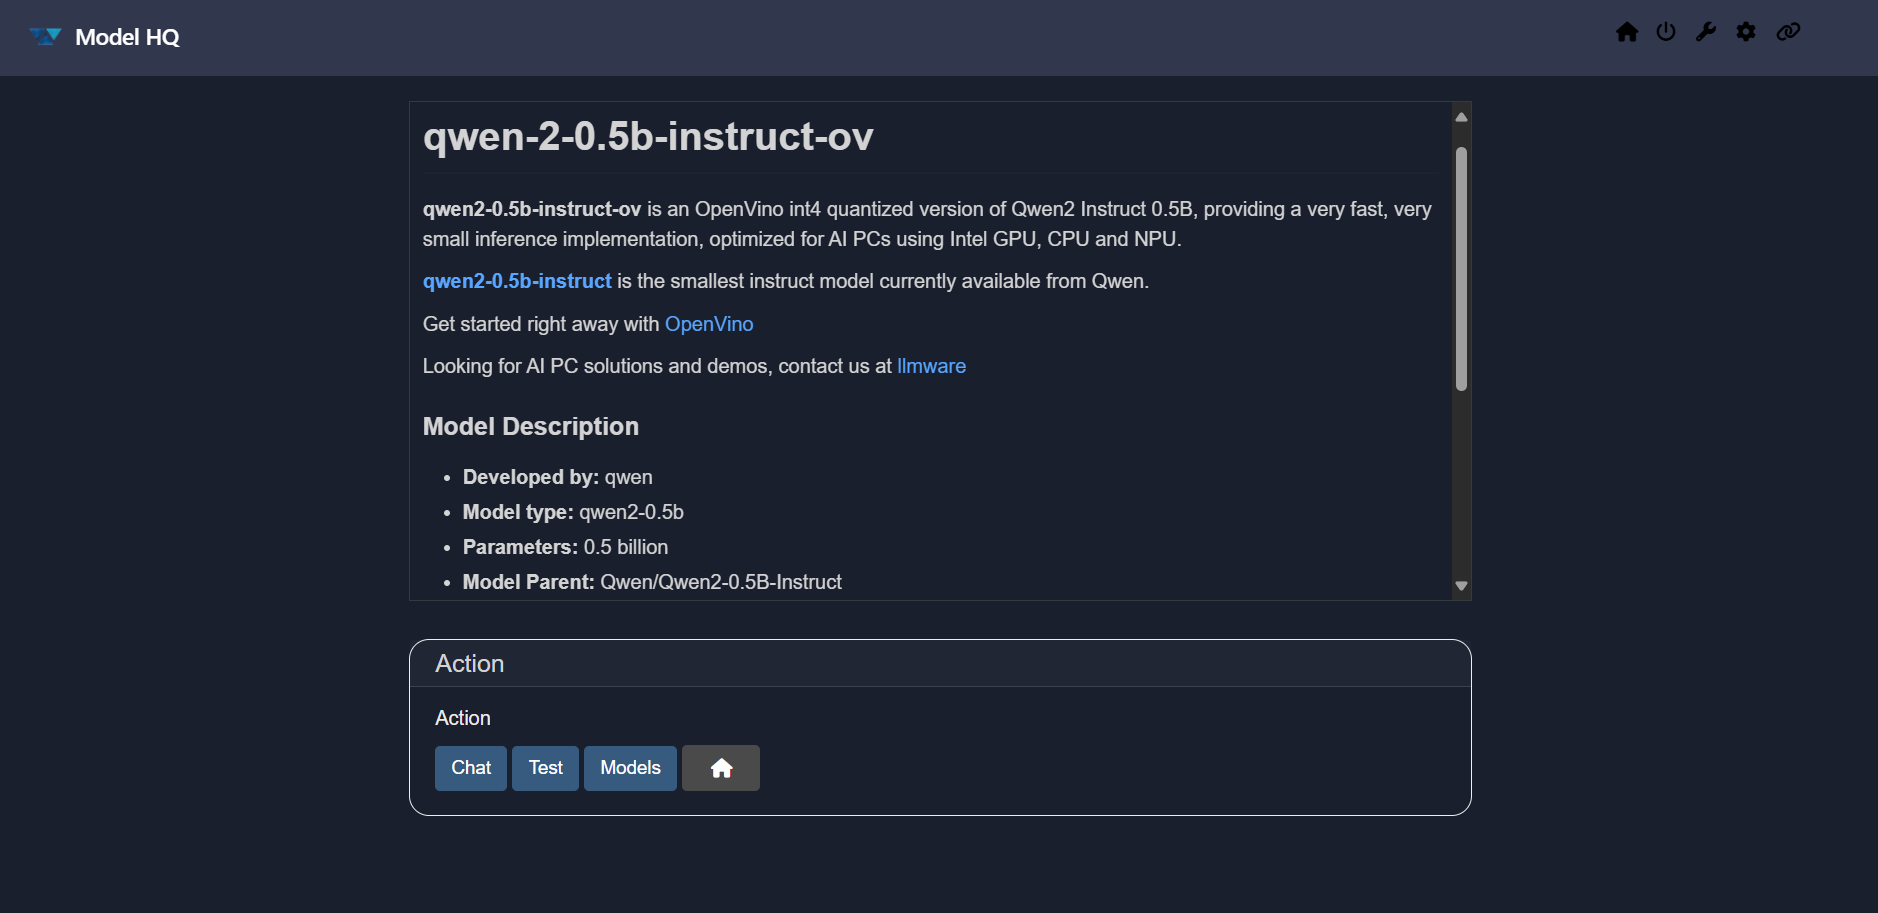 Model HQ
qwen-2-0.5b-instruct-ov
qwen2-0.5b-instruct-ov is an OpenVino int4 quantized version of Qwen2 Instruct 0.5B, providing a very fast, very
small inference implementation, optimized for AI PCs using Intel GPU, CPU and NPU.
qwen2-0.5b-instruct is the smallest instruct model currently available from Qwen.
Get started right away with OpenVino
Looking for AI PC solutions and demos, contact us at llmware
Model Description
• Developed by: qwen
• Model type: qwen2-0.5b
• Parameters: 0.5 billion
• Model Parent: Qwen/Qwen2-0.5B-Instruct
Action
Action
Chat Test Models